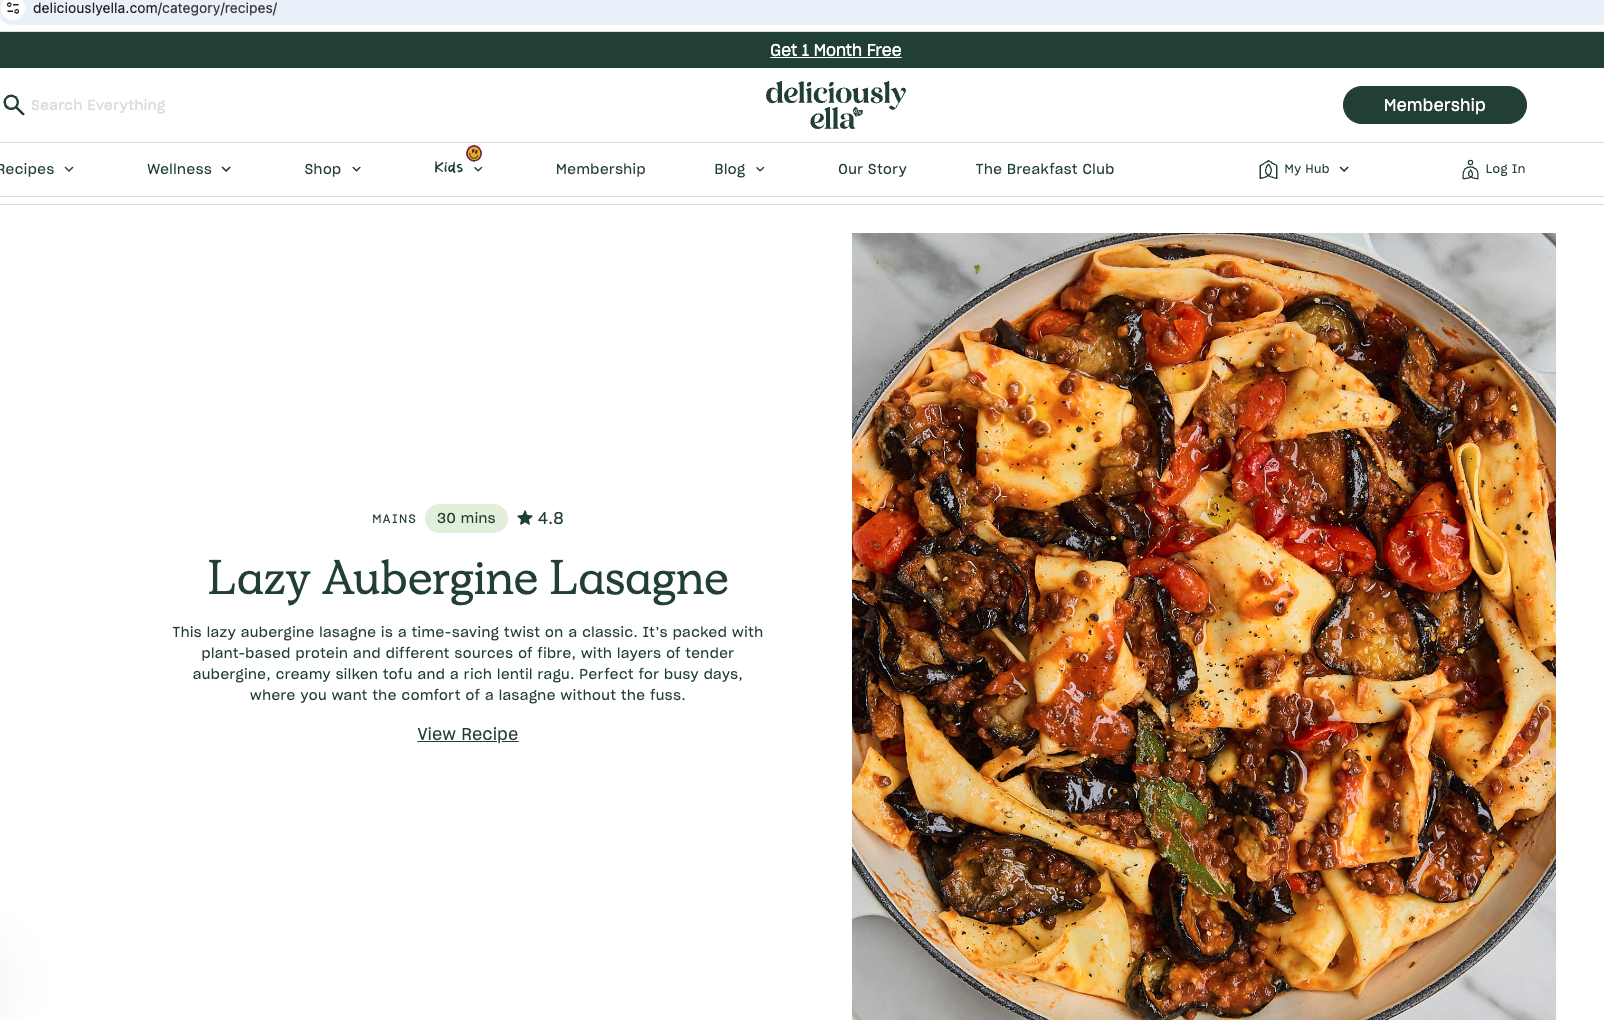 deliciouslyella.com/category/recipes/
Get 1 Month Free
Search Everything
deliciously
ella
Membership
Recipes
Wellness
Shop
Kids
Membership
Blog
Our Story
The Breakfast Club
My Hub
Log In
MAINS
30 mins
4.8
Lazy Aubergine Lasagne
This lazy aubergine lasagne is a time-saving twist on a classic. It's packed with
plant-based protein and different sources of fibre, with layers of tender
aubergine, creamy silken tofu and a rich lentil ragu. Perfect for busy days,
where you want the comfort of a lasagne without the fuss.
View Recipe